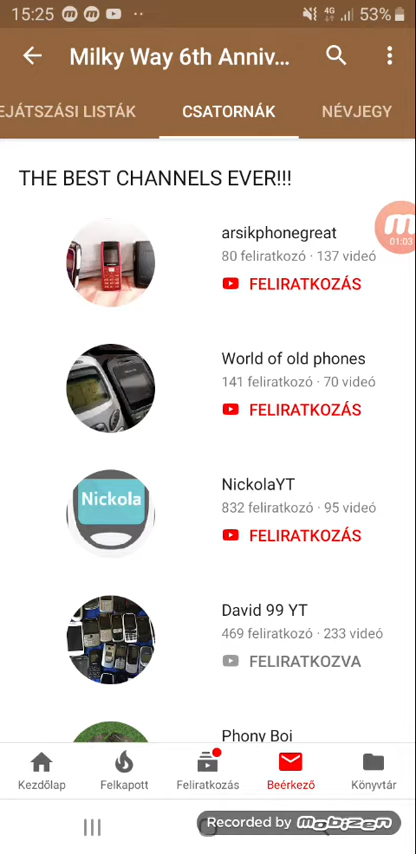 15:25 4G 53%
Milky Way 6th Anniv...
EJÁTSZÁSI LISTÁK CSATORNÁK NÉVJEGY
THE BEST CHANNELS EVER!!!
01:03
arsikphonegreat
80 feliratkozó · 137 videó
FELIRATKOZÁS
World of old phones
141 feliratkozó · 70 videó
FELIRATKOZÁS
Nickola
NickolaYT
832 feliratkozó · 95 videó
FELIRATKOZÁS
David 99 YT
469 feliratkozó · 233 videó
FELIRATKOZVA
Phony Boi
Kezdőlap Felkapott Feliratkozás Beérkező Könyvtár
Recorded by mobizen